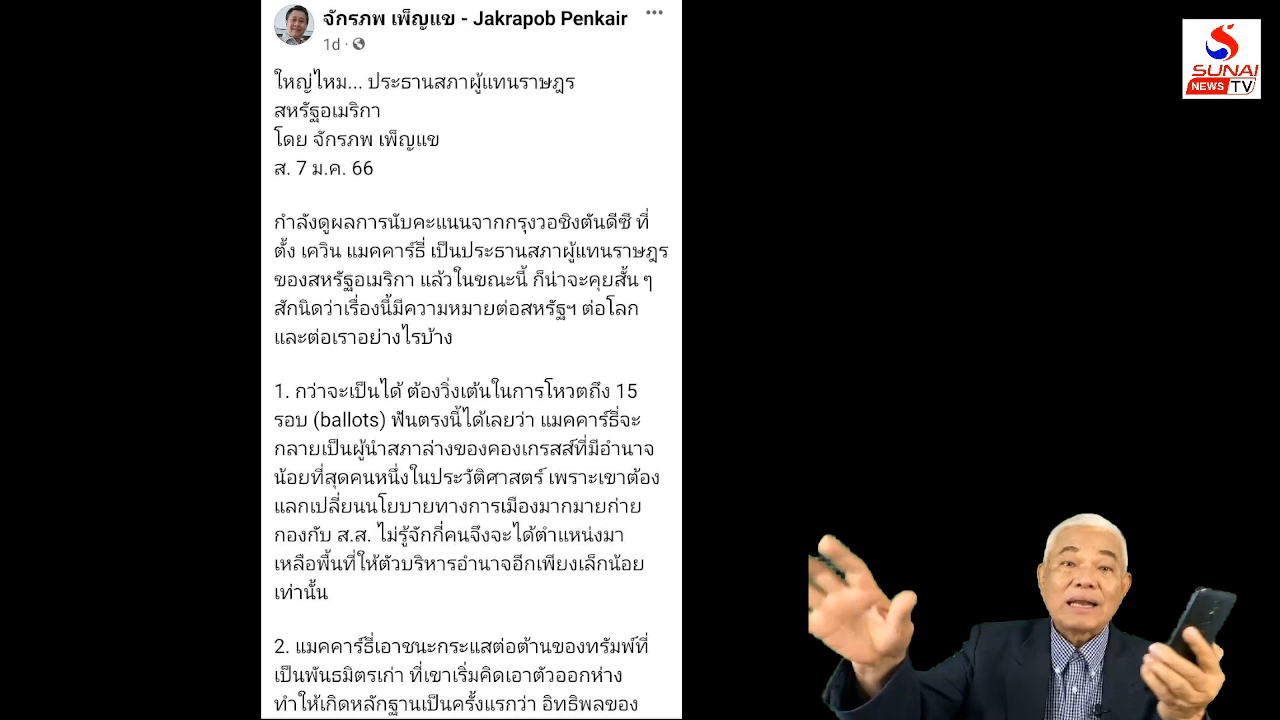 จักรภพ เพ็ญแข - Jakrapob Penkair
1d ·
ใหญ่ไหม... ประธานสภาผู้แทนราษฎร
สหรัฐอเมริกา
โดย จักรภพ เพ็ญแข
ส. 7 ม.ค. 66
กำลังดูผลการนับคะแนนจากกรุงวอชิงตันดีซี ที่
ตั้ง เควิน แมคคาร์ธี่ เป็นประธานสภาผู้แทนราษฎร
ของสหรัฐอเมริกา แล้วในขณะนี้ ก็น่าจะคุยสั้น ๆ
สักนิดว่าเรื่องนี้มีความหมายต่อสหรัฐฯ ต่อโลก
และต่อเราอย่างไรบ้าง
1. กว่าจะเป็นได้ ต้องวิ่งเต้นในการโหวตถึง 15
รอบ (ballots) ฟันตรงนี้ได้เลยว่า แมคคาร์ธี่จะ
กลายเป็นผู้นำสภาล่างของคองเกรสส์ที่มีอำนาจ
น้อยที่สุดคนหนึ่งในประวัติศาสตร์ เพราะเขาต้อง
แลกเปลี่ยนนโยบายทางการเมืองมากมายก่าย
กองกับ ส.ส. ไม่รู้จักกี่คนจึงจะได้ตำแหน่งมา
เหลือพื้นที่ให้ตัวบริหารอำนาจอีกเพียงเล็กน้อย
เท่านั้น
2. แมคคาร์ธี่เอาชนะกระแสต่อต้านของทรัมพ์ที่
เป็นพันธมิตรเก่า ที่เขาเริ่มคิดเอาตัวออกห่าง
ทำให้เกิดหลักฐานเป็นครั้งแรกว่า อิทธิพลของ
SUNAI
NEWS TV